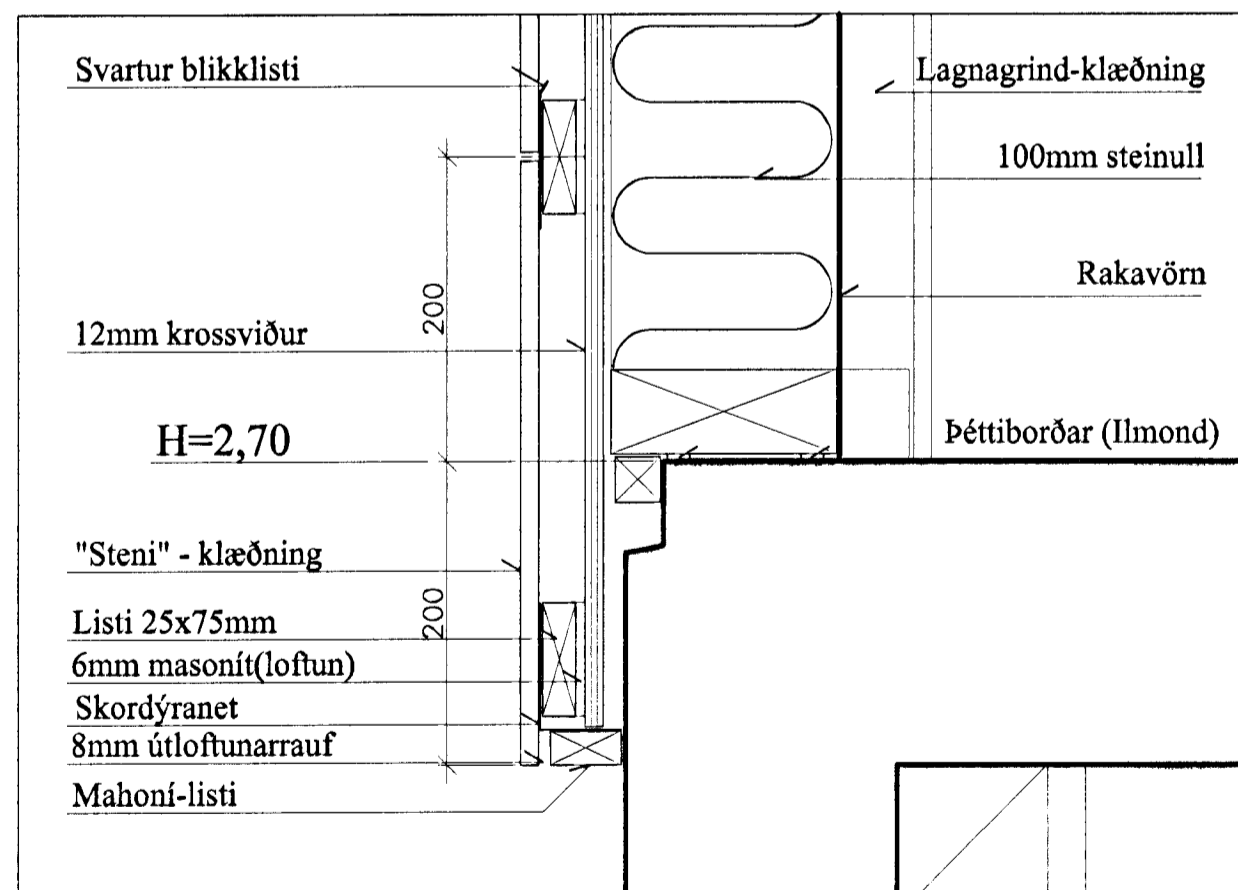 Svartur blikklisti
Lagnagrind-klæðning
100mm steinull
Rakavörn
200
12mm krossviður
H=2,70
Þéttiborðar (Ilmond)
"Steni" - klæðning
200
Listi 25x75mm
6mm masonít(loftun)
Skordýranet
8mm útloftunarrauf
Mahoní-listi